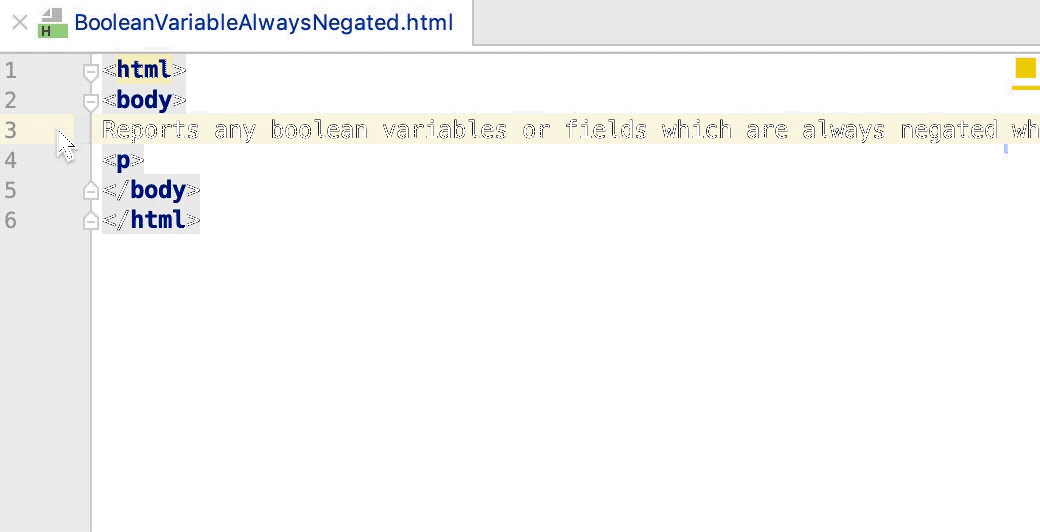 H BooleanVariableAlwaysNegated.html
1 <html>
2 <body>
3 Reports any boolean variables or fields which are always negated
4 <p>
5 </body>
6 </html>